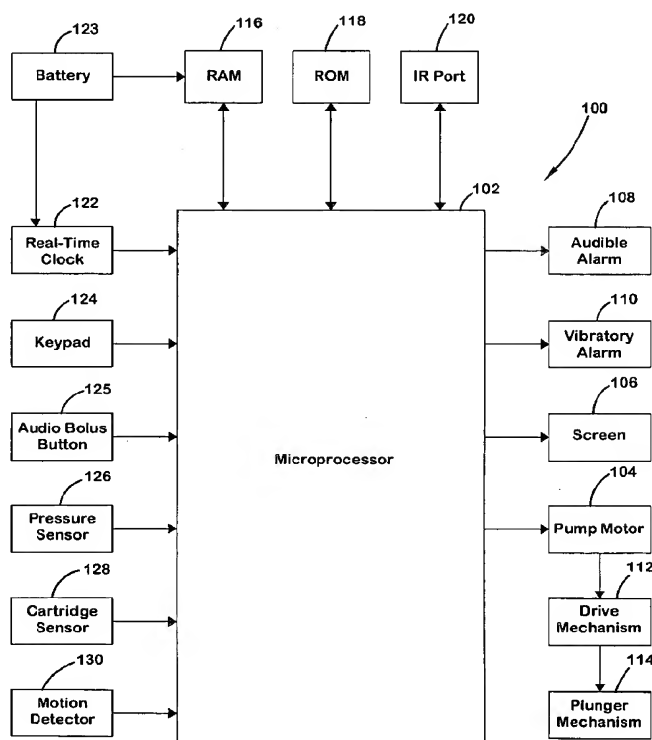 123
116
118
120
Battery
RAM
ROM
IR Port
100
102
122
108
Real-Time
Clock
Audible
Alarm
124
110
Keypad
Vibratory
Alarm
125
106
Audio Bolus
Button
Microprocessor
Screen
126
104
Pressure
Sensor
Pump Motor
128
112
Cartridge
Sensor
Drive
Mechanism
130
114
Motion
Detector
Plunger
Mechanism